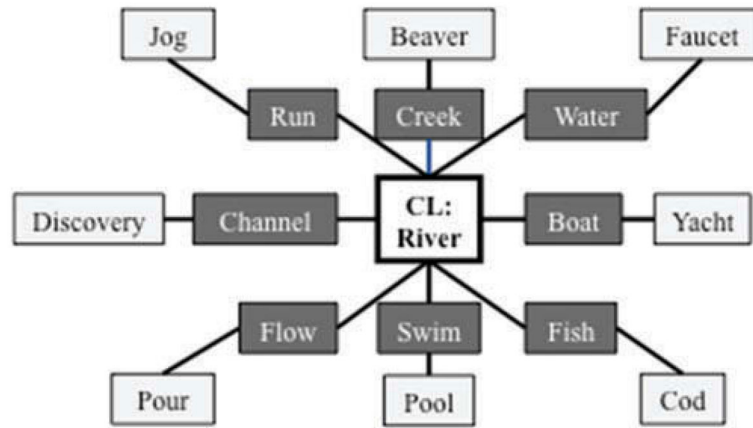 Jog
Beaver
Faucet
Run
Creek
Water
Discovery
Channel
CL:
River
Boat
Yacht
Flow
Swim
Fish
Pour
Pool
Cod